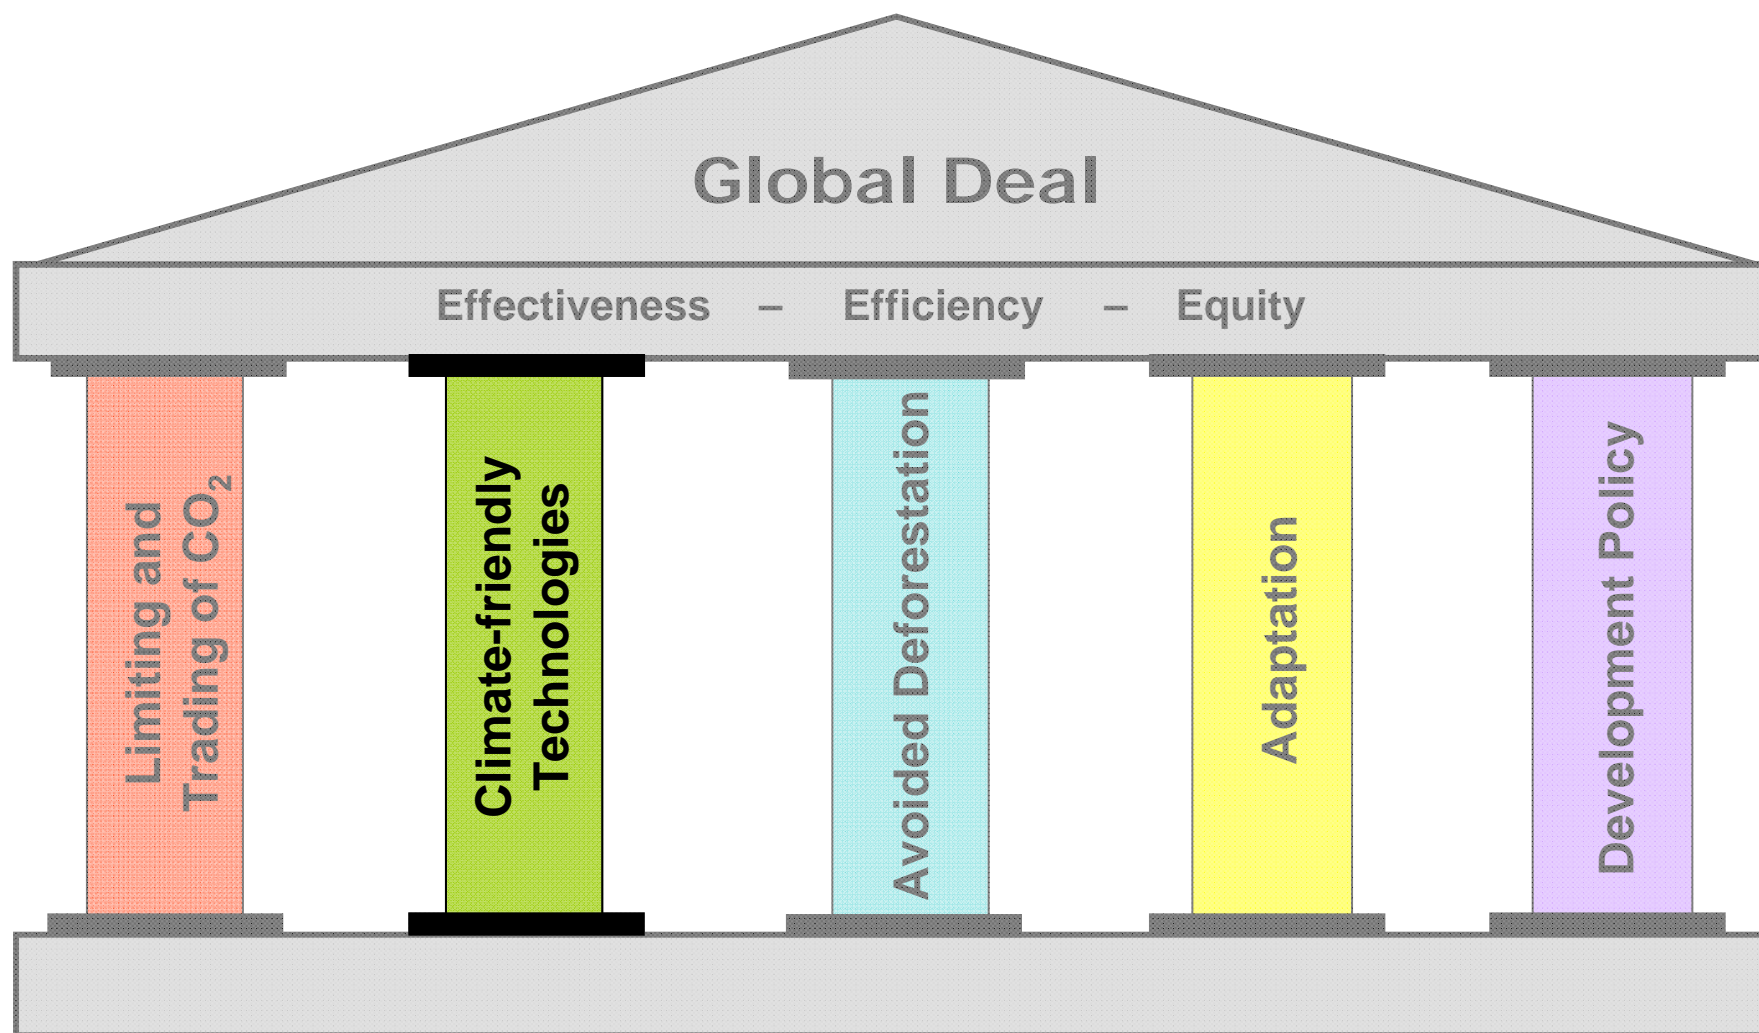 Global Deal
Effectiveness – Efficiency – Equity
Limiting and
Trading of CO₂
Climate-friendly
Technologies
Avoided Deforestation
Adaptation
Development Policy